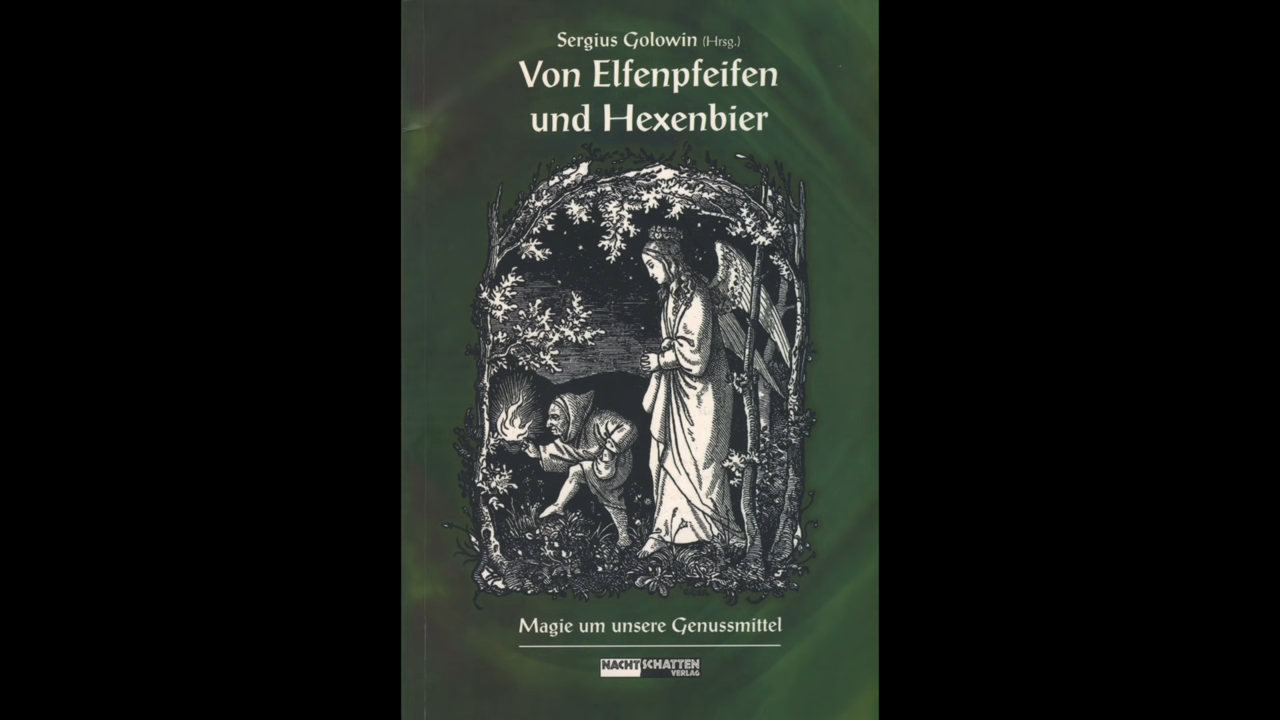 Sergius Golowin (Hrsg.)
Von Elfenpfeifen
und Hexenbier
Magie um unsere Genussmittel
NACHTSCHATTEN
VERLAG